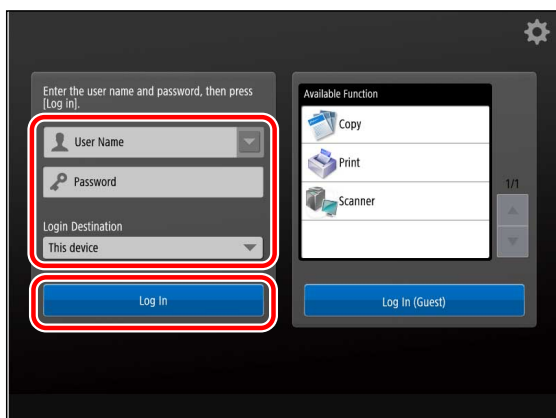 Enter the user name and password, then press
[Log in].
User Name
Password
Login Destination
This device
Log In
Available Function
Copy
Print
Scanner
1/1
Log In (Guest)